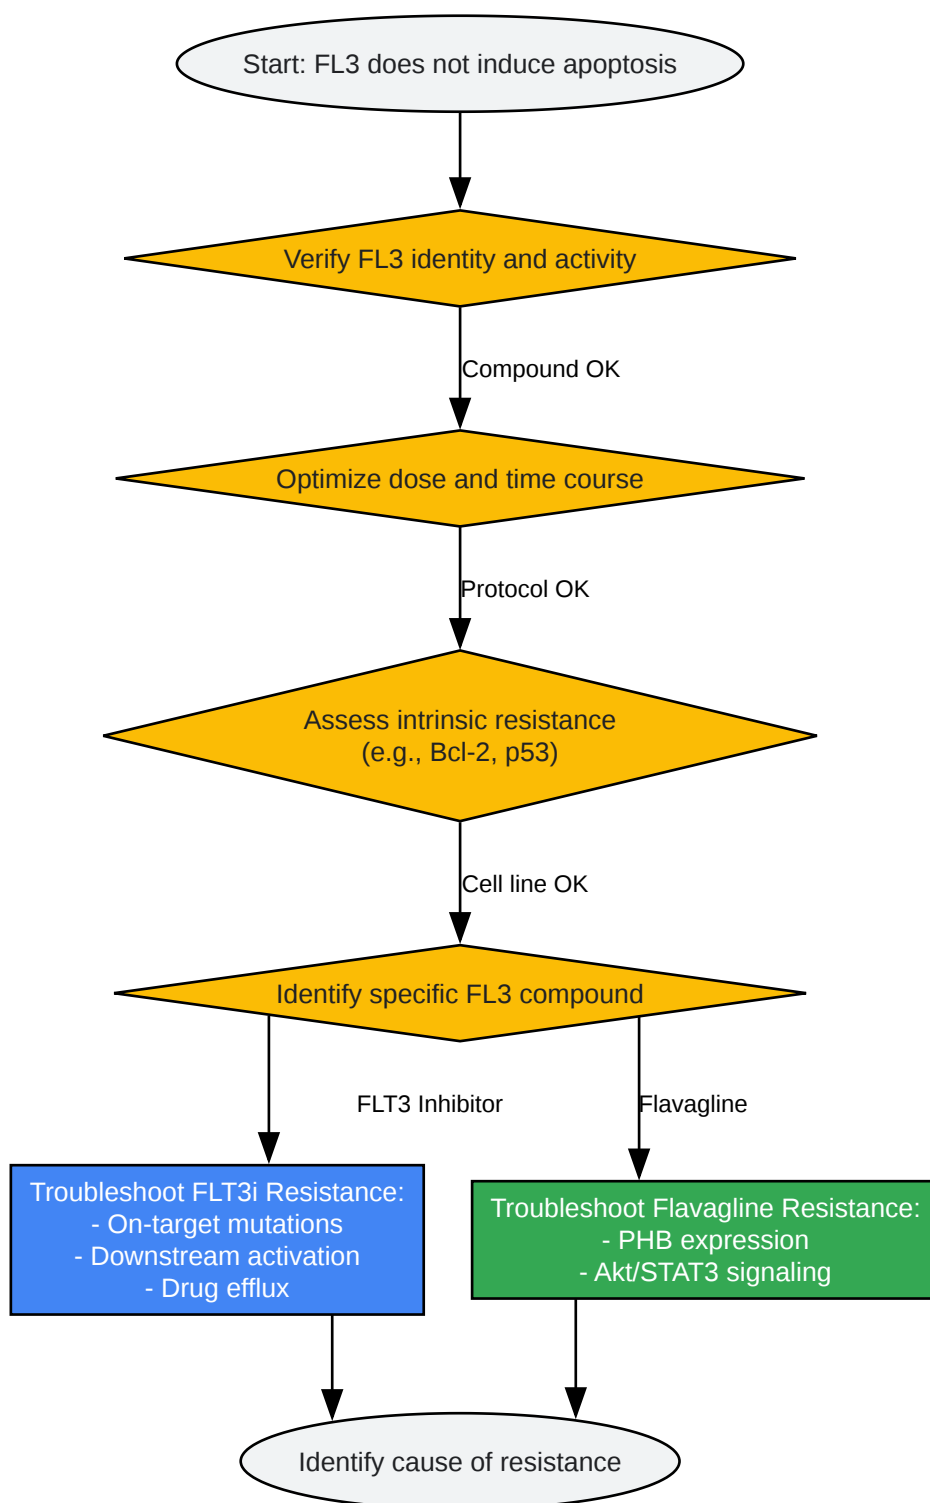 Start: FL3 does not induce apoptosis
Verify FL3 identity and activity
Compound OK
Optimize dose and time course
Protocol OK
Assess intrinsic resistance
(e.g., Bcl-2, p53)
Cell line OK
Identify specific FL3 compound
FLT3 Inhibitor
Flavagline
Troubleshoot FLT3i Resistance:
- On-target mutations
- Downstream activation
- Drug efflux
Troubleshoot Flavagline Resistance:
- PHB expression
- Akt/STAT3 signaling
Identify cause of resistance